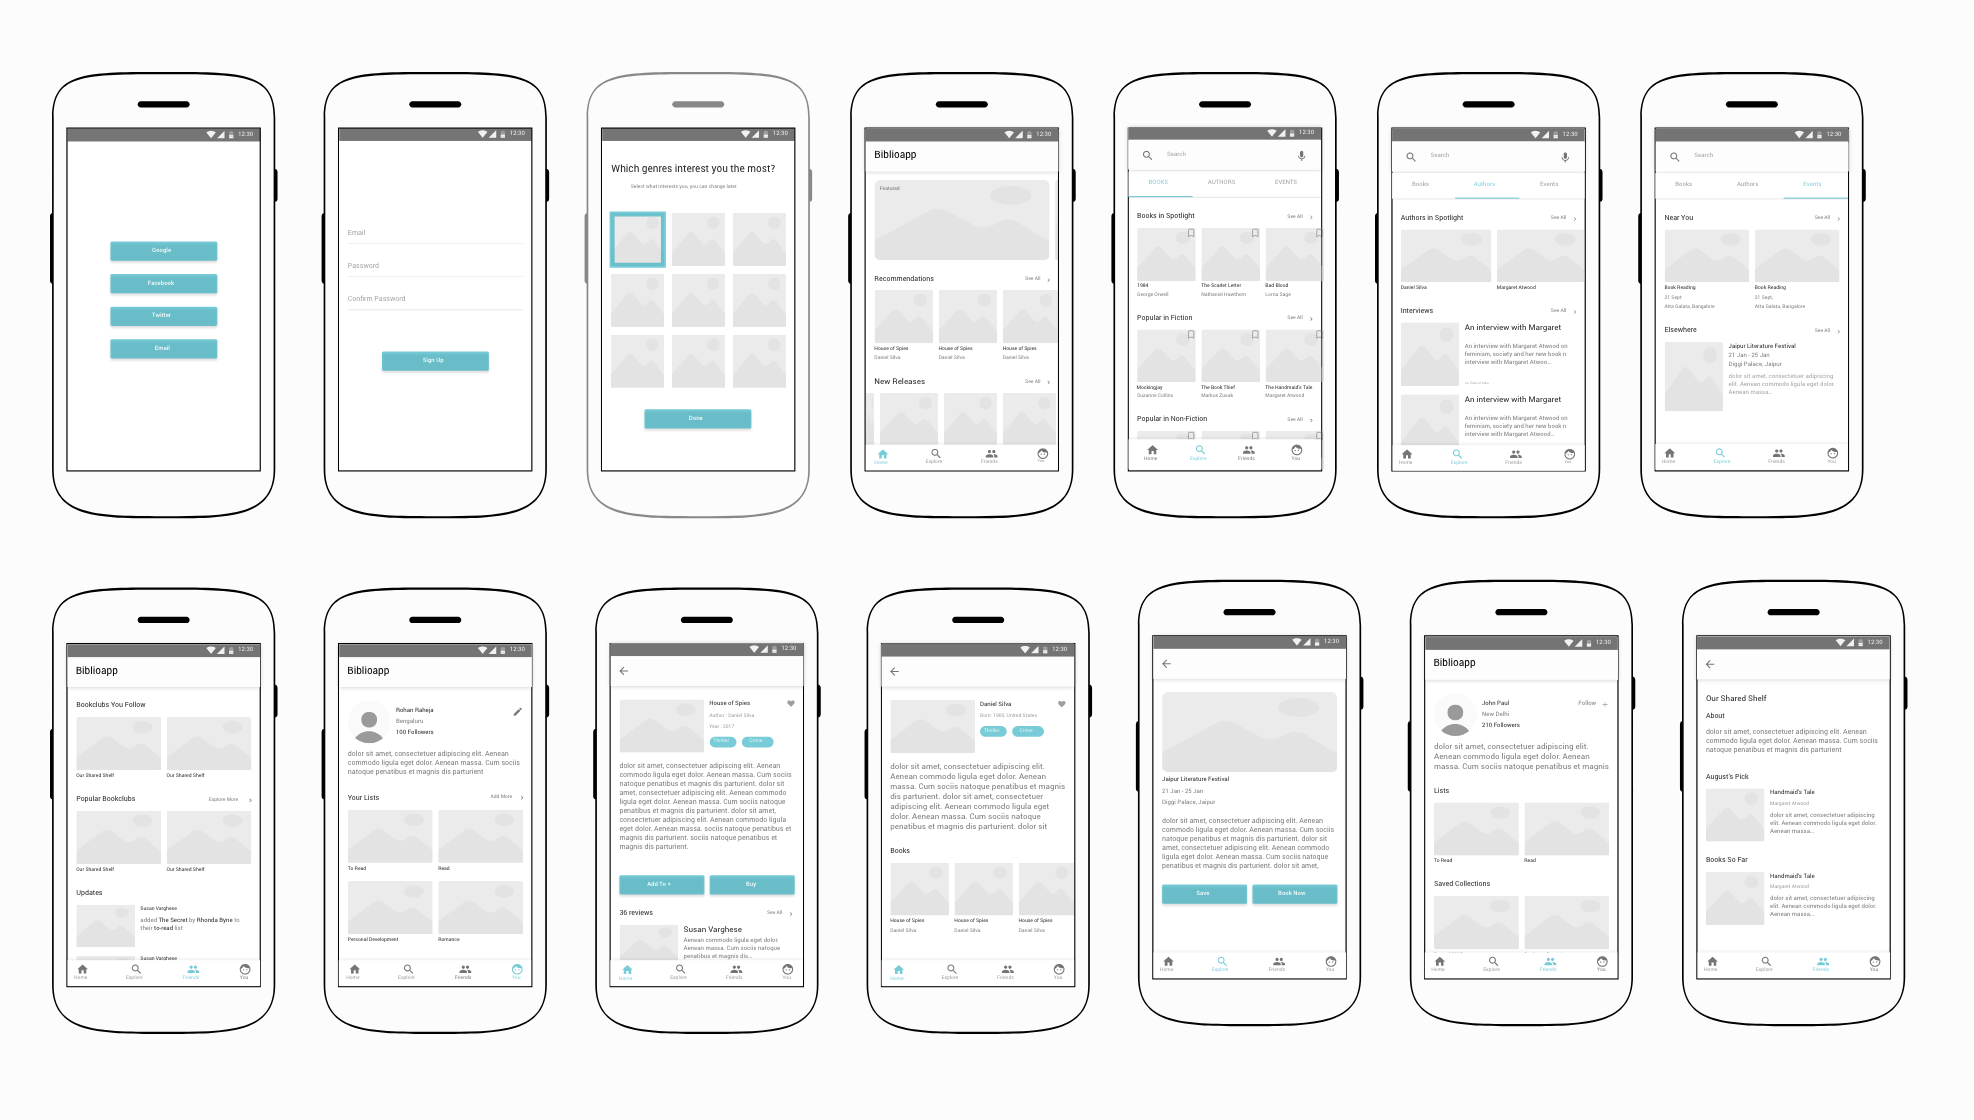 12:30
Google
Facebook
Twitter
Email
12:30
Email
Password
Confirm Password
Sign Up
12:30
Which genres interest you the most?
Select what interests you, you can change later.
Done
12:30
Biblioapp
Featured
Recommendations See All
House of Spies House of Spies House of Spies
Daniel Silva Daniel Silva Daniel Silva
New Releases See All
Home Explore Friends You
12:30
Search
BOOKS AUTHORS EVENTS
Books in Spotlight See All
1984 The Scarlet Letter Bad Blood
George Orwell Nathaniel Hawthorn Lorna Sage
Popular in Fiction See All
Mockingjay The Book Thief The Handmaid's Tale
Suzanne Collins Markus Zusak Margaret Atwood
Popular in Non-Fiction See All
Home Explore Friends You
12:30
Search
Books Authors Events
Authors in Spotlight See All
Daniel Silva Margaret Atwood
Interviews See All
An interview with Margaret
An interview with Margaret Atwood on
feminism, society and her new book n
interview with Margaret Atwoo...
An interview with Margaret
An interview with Margaret Atwood on
feminism, society and her new book n
interview with Margaret Atwood..
Home Explore Friends You
12:30
Search
Books Authors Events
Near You See All
Book Reading Book Reading
21 Sept 21 Sept,
Atta Galata, Bangalore Atta Galata, Bangalore
Elsewhere See All
Jaipur Literature Festival
21 Jan - 25 Jan
Diggi Palace, Jaipur
dolor sit amet, consectetuer adipiscing
elit. Aenean commodo ligula eget dolor
Aenean massa...
Home Explore Friends You
12:30
Biblioapp
Bookclubs You Follow
Our Shared Shelf Our Shared Shelf
Popular Bookclubs Explore More
Our Shared Shelf Our Shared Shelf
Updates
Susan Varghese
added The Secret by Rhonda Byne to
their to-read list
Susan Varghese
Home Explore Friends You
12:30
Biblioapp
Rohan Raheja
Bengaluru
100 Followers
dolor sit amet, consectetuer adipiscing elit. Aenean
commodo ligula eget dolor. Aenean massa. Cum sociis
natoque penatibus et magnis dis parturient
Your Lists Add More
To Read Read
Personal Development Romance
Home Explore Friends You
12:30
House of Spies
Author : Daniel Silva
Year : 2017
Thriller Crime
dolor sit amet, consectetuer adipiscing elit. Aenean
commodo ligula eget dolor. Aenean massa. Cum sociis
natoque penatibus et magnis dis parturient. dolor sit
amet, consectetuer adipiscing elit. Aenean commodo
ligula eget dolor. Aenean massa. Cum sociis natoque
penatibus et magnis dis parturient. dolor sit amet,
consectetuer adipiscing elit. Aenean commodo ligula
eget dolor. Aenean massa. sociis natoque penatibus et
magnis dis parturient. sociis natoque penatibus et
magnis dis parturient.
Add To + Buy
36 reviews See All
Susan Varghese
Aenean commodo ligula eget dolor.
Aenean massa. Cum sociis natoque
penatibus et magnis dis...
Home Explore Friends You
12:30
Daniel Silva
Born: 1960, United States
Thriller Crime
dolor sit amet, consectetuer adipiscing elit.
Aenean commodo ligula eget dolor. Aenean
massa. Cum sociis natoque penatibus et magnis
dis parturient. dolor sit amet, consectetuer
adipiscing elit. Aenean commodo ligula eget
dolor. Aenean massa. Cum sociis natoque
penatibus et magnis dis parturient. dolor sit
Books
House of Spies House of Spies House of Spies
Daniel Silva Daniel Silva Daniel Silva
Home Explore Friends You
12:30
Jaipur Literature Festival
21 Jan - 25 Jan
Diggi Palace, Jaipur
dolor sit amet, consectetuer adipiscing elit. Aenean
commodo ligula eget dolor. Aenean massa. Cum sociis
natoque penatibus et magnis dis parturient. dolor sit
amet, consectetuer adipiscing elit. Aenean commodo
ligula eget dolor. Aenean massa. Cum sociis natoque
penatibus et magnis dis parturient. dolor sit amet,
Save Book Now
Home Explore Friends You
12:30
Biblioapp
John Paul Follow +
New Delhi
210 Followers
dolor sit amet, consectetuer adipiscing elit.
Aenean commodo ligula eget dolor. Aenean
massa. Cum sociis natoque penatibus et magnis
Lists
To Read Read
Saved Collections
Home Explore Friends You
12:30
Our Shared Shelf
About
dolor sit amet, consectetuer adipiscing elit. Aenean
commodo ligula eget dolor. Aenean massa. Cum sociis
natoque penatibus et magnis dis parturient
August's Pick
Handmaid's Tale
Margaret Atwood
dolor sit amet, consectetuer adipiscing
elit. Aenean commodo ligula eget dolor.
Aenean massa...
Books So Far
Handmaid's Tale
Margaret Atwood
dolor sit amet, consectetuer adipiscing
elit. Aenean commodo ligula eget dolor.
Aenean massa...
Home Explore Friends You